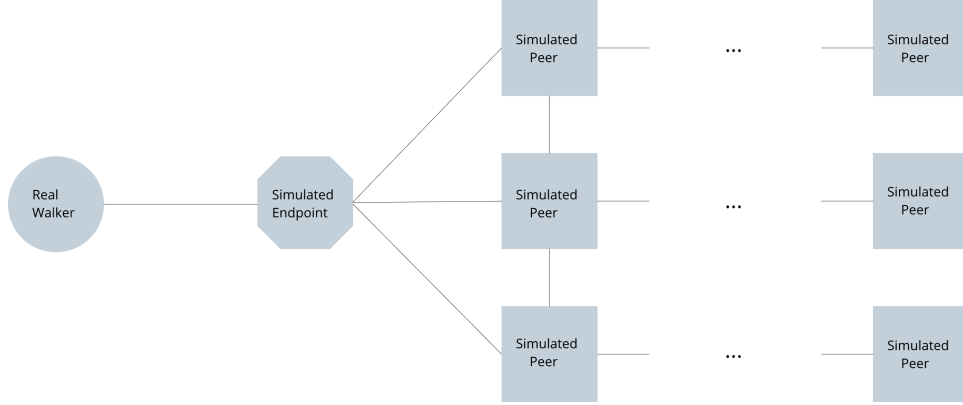 Simulated
Peer
...
Simulated
Peer
Real
Walker
Simulated
Endpoint
Simulated
Peer
...
Simulated
Peer
Simulated
Peer
...
Simulated
Peer